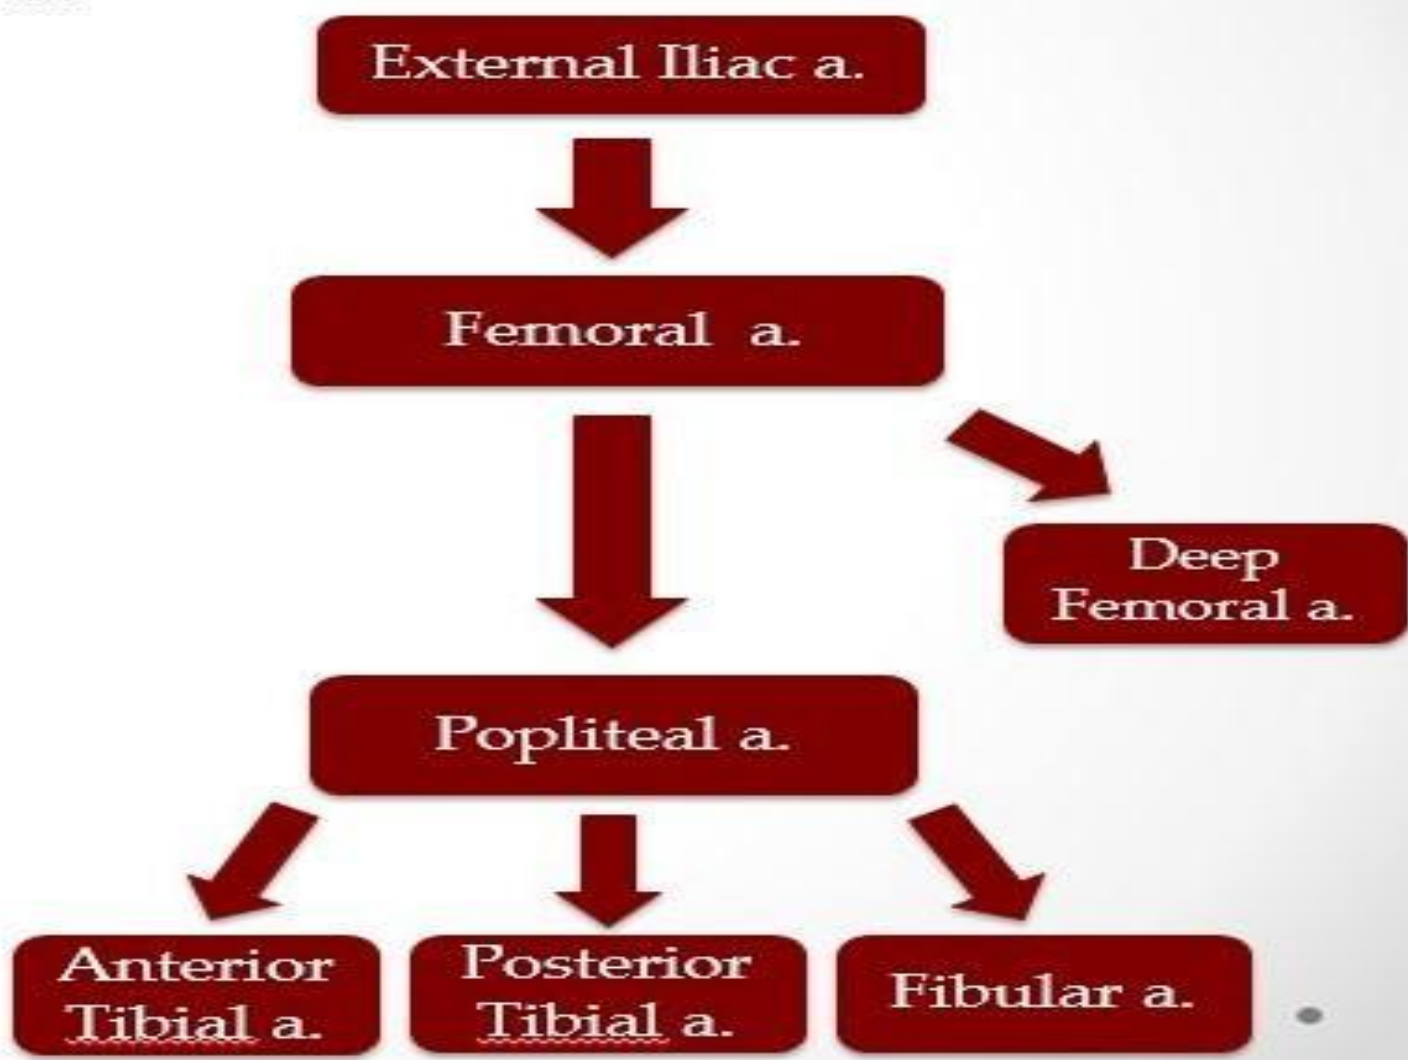 External Iliac a.
Femoral a.
Deep
Femoral a.
Popliteal a.
Anterior
Tibial a.
Posterior
Tibial a.
Fibular a.